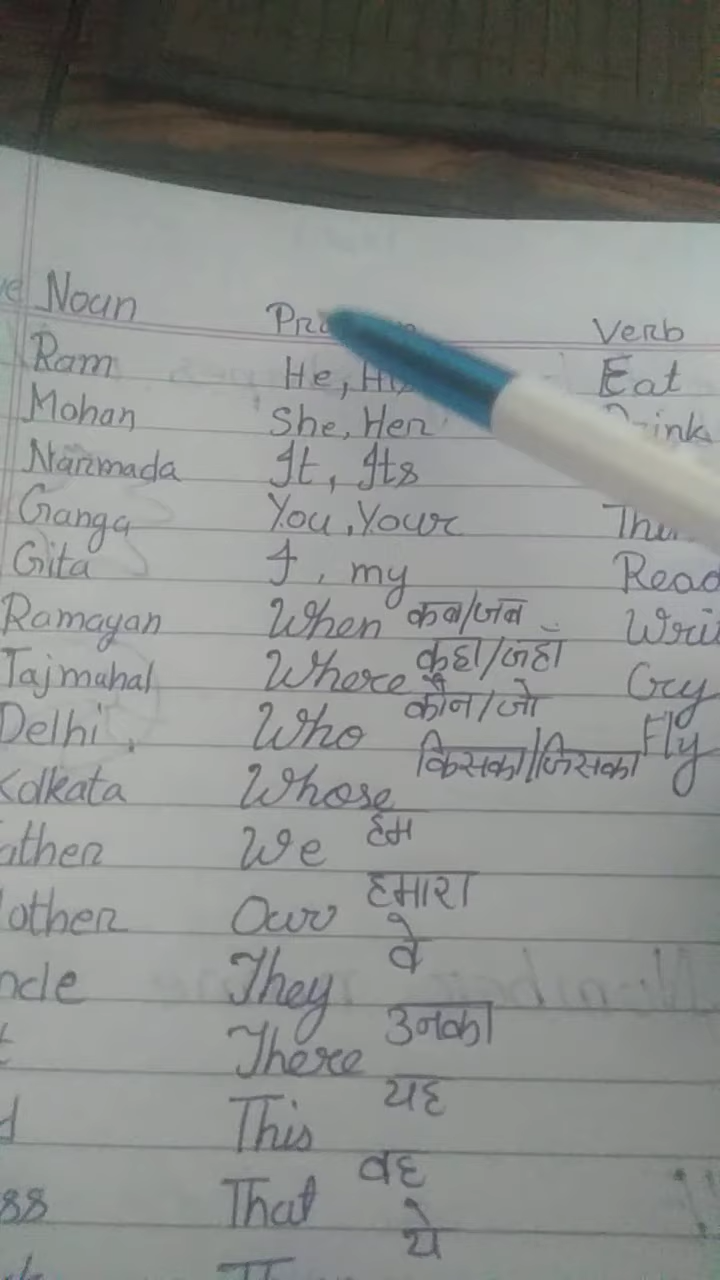 Noun Verb
Ram He, Eat
Mohan She, Her
Narmada It, Its
Ganga You, Your
Gita I, my Read
Ramayan When कब/जब
Tajmahal Where कहाँ/जहाँ Cry
Delhi, Who कौन/जो Fly
Kolkata Whose किसका/जिसका
We हम
Our हमारा
They वे
There उनका
This यह
That वह
ये